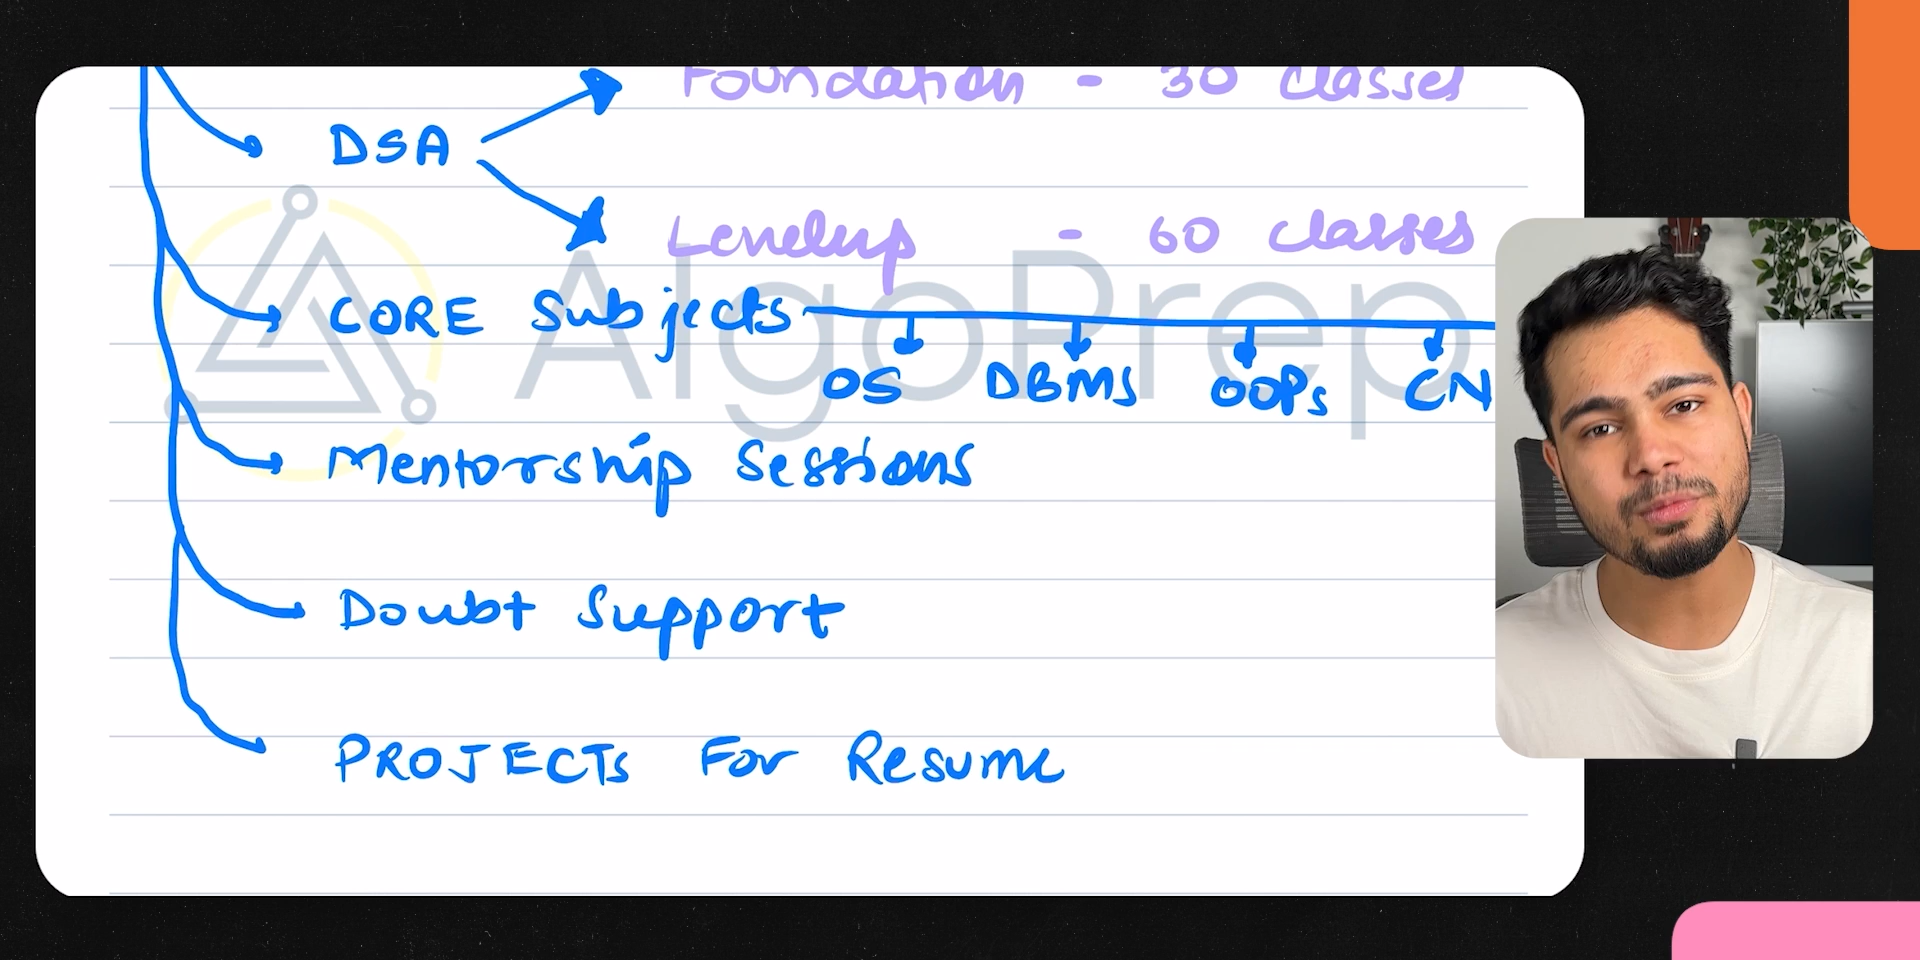 Foundation - 30 classes
DSA
Levelup - 60 classes
CORE Subjects
OS DBMS OOPs CN
Mentorship Sessions
Doubt Support
PROJECTs For Resume
AlgoPrep